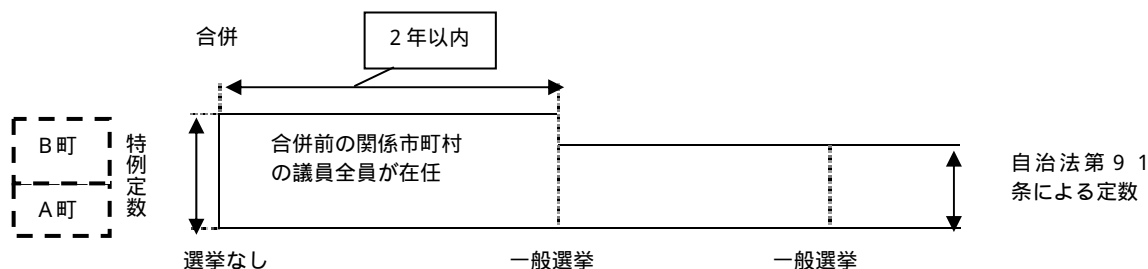 合併
２年以内
Ｂ町
Ａ町
特例定数
合併前の関係市町村
の議員全員が在任
自治法第９１
条による定数
選挙なし
一般選挙
一般選挙